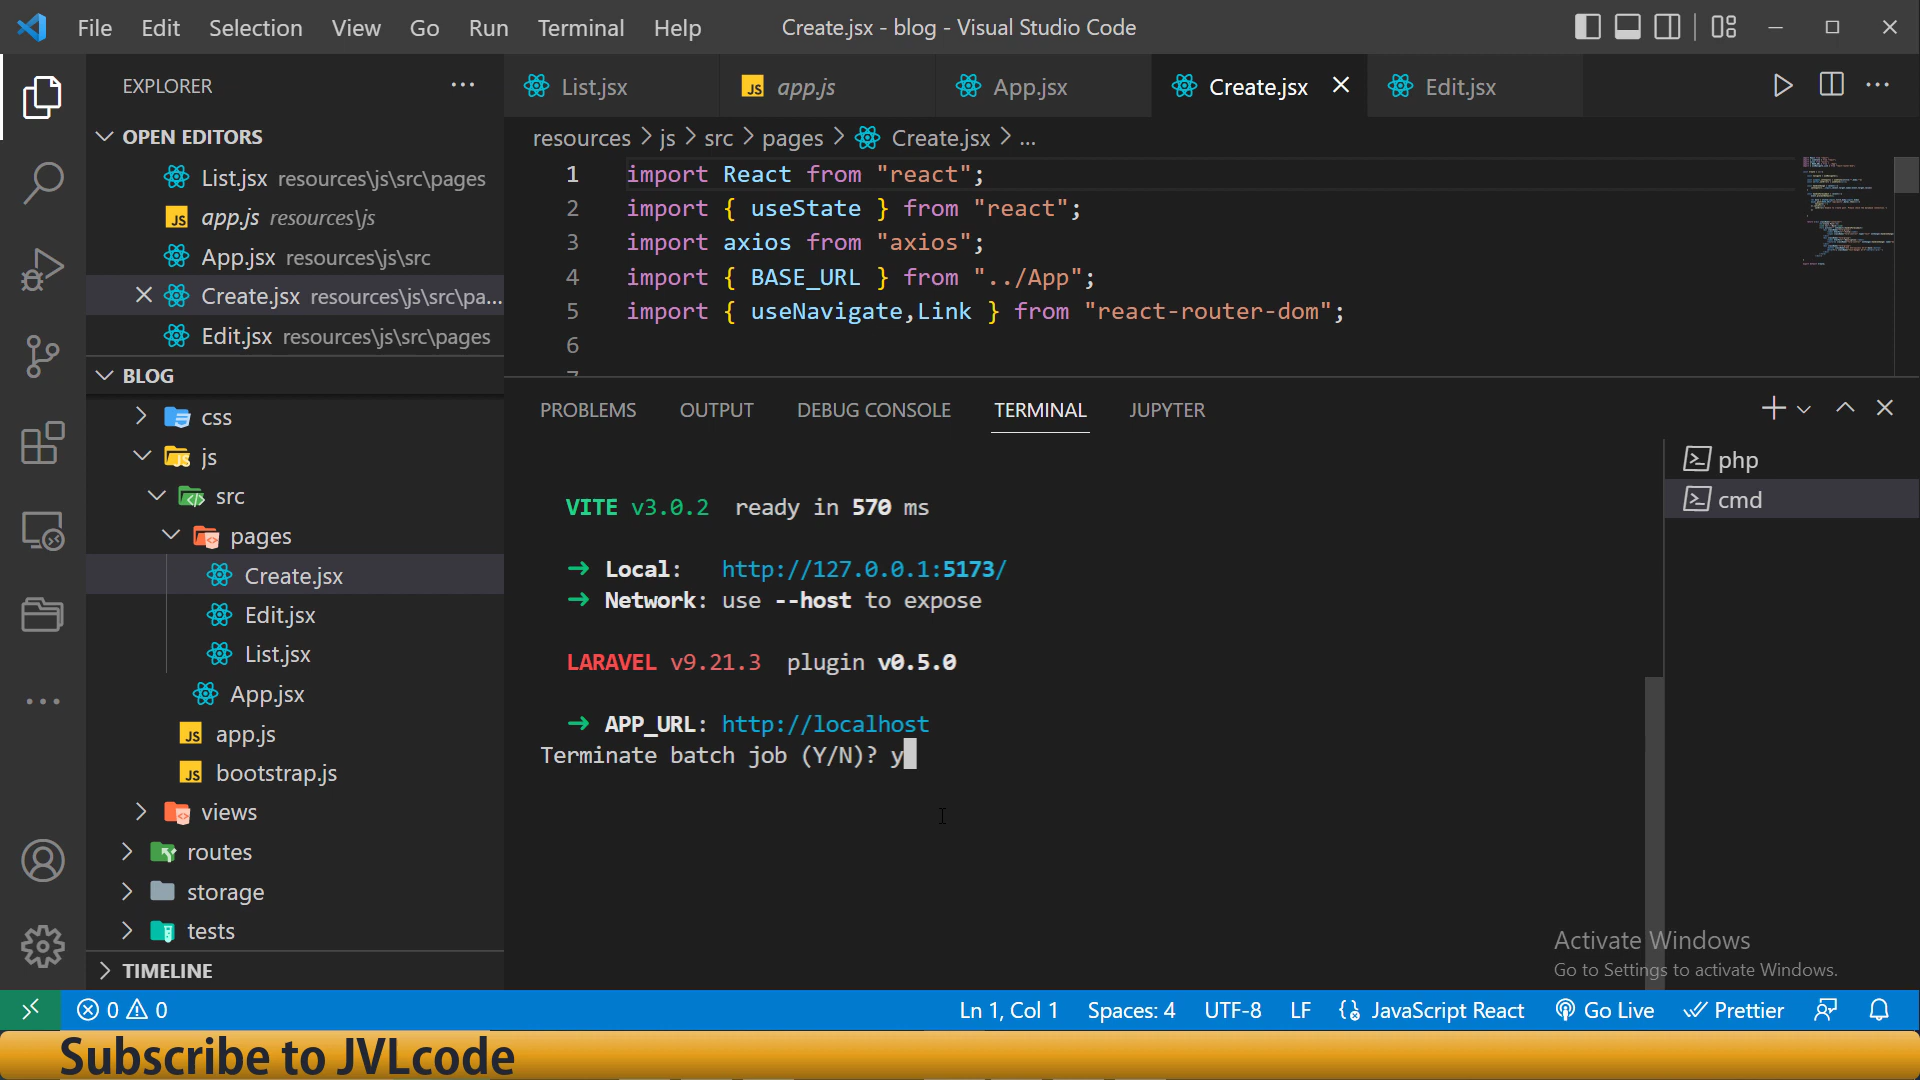 File Edit Selection View Go Run Terminal Help
Create.jsx - blog - Visual Studio Code
EXPLORER
OPEN EDITORS
List.jsx resources\js\src\pages
app.js resources\js
App.jsx resources\js\src
Create.jsx resources\js\src\pa...
Edit.jsx resources\js\src\pages
BLOG
css
js
src
pages
Create.jsx
Edit.jsx
List.jsx
App.jsx
JS app.js
JS bootstrap.js
views
routes
storage
tests
TIMELINE
List.jsx
JS app.js
App.jsx
Create.jsx
Edit.jsx
resources > js > src > pages > Create.jsx > ...
1 import React from "react";
2 import { useState } from "react";
3 import axios from "axios";
4 import { BASE_URL } from "../App";
5 import { useNavigate,Link } from "react-router-dom";
6
PROBLEMS OUTPUT DEBUG CONSOLE TERMINAL JUPYTER
VITE v3.0.2 ready in 570 ms
➜ Local: http://127.0.0.1:5173/
➜ Network: use --host to expose
LARAVEL v9.21.3 plugin v0.5.0
➜ APP_URL: http://localhost
Terminate batch job (Y/N)? y
php
cmd
Activate Windows
Go to Settings to activate Windows.
0 0
Ln 1, Col 1 Spaces: 4 UTF-8 LF JavaScript React Go Live Prettier
Subscribe to JVLcode